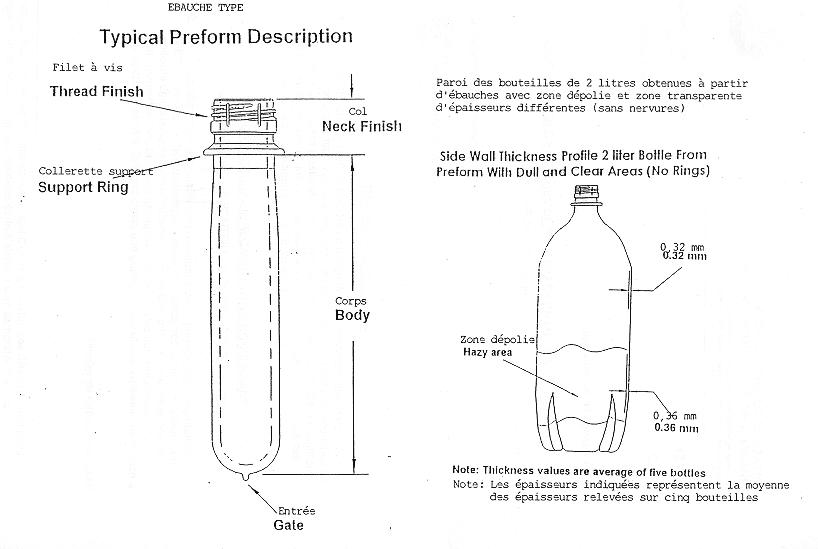 EBAUCHE TYPE
Typical Preform Description
Filet à vis
Thread Finish
Col
Neck Finish
Collerette support
Support Ring
Corps
Body
Entrée
Gate
Paroi des bouteilles de 2 litres obtenues à partir
d'ébauches avec zone dépolie et zone transparente
d'épaisseurs différentes (sans nervures)
Side Wall Thickness Profile 2 liter Bottle From
Preform With Dull and Clear Areas (No Rings)
0,32 mm
0.32 mm
Zone dépolie
Hazy area
0,36 mm
0.36 mm
Note: Thickness values are average of five bottles
Note: Les épaisseurs indiquées représentent la moyenne
des épaisseurs relevées sur cinq bouteilles